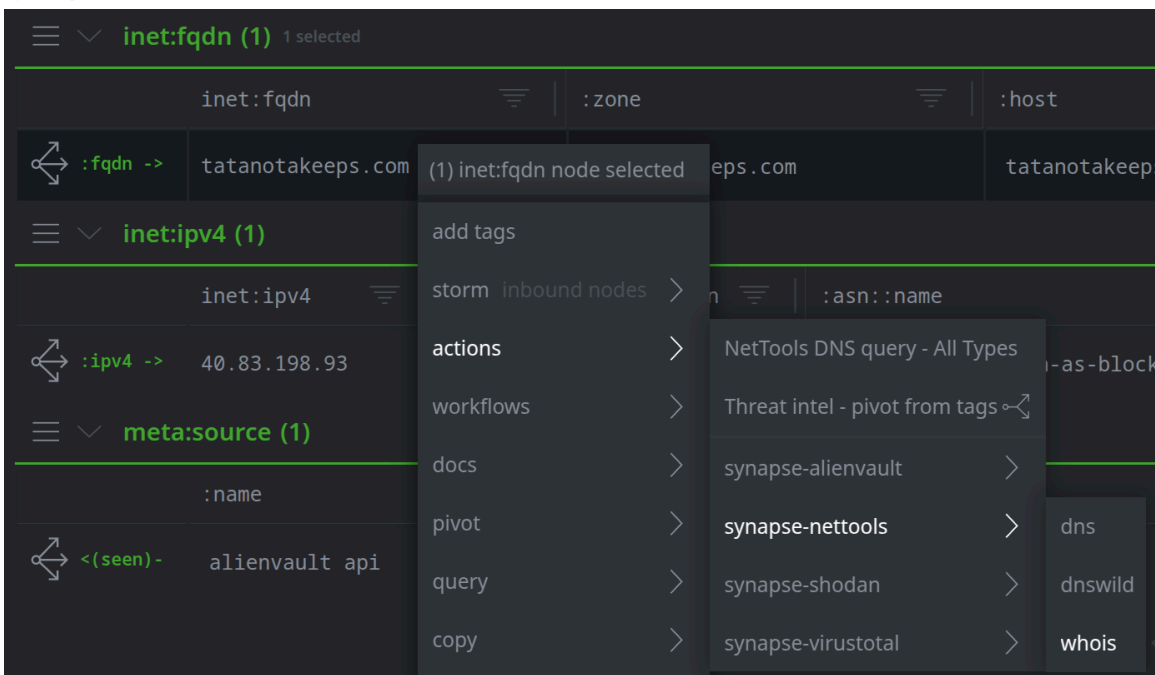 inet:fqdn (1) 1 selected
inet:fqdn :zone :host
:fqdn -> tatanotakeeps.com eps.com tatanotakeep
(1) inet:fqdn node selected
add tags
storm inbound nodes
actions
workflows
docs
pivot
query
copy
NetTools DNS query - All Types
Threat intel - pivot from tags
synapse-alienvault
synapse-nettools
synapse-shodan
synapse-virustotal
dns
dnswild
whois
inet:ipv4 (1)
inet:ipv4 n :asn::name
:ipv4 -> 40.83.198.93 -as-block
meta:source (1)
:name
<(seen)- alienvault api